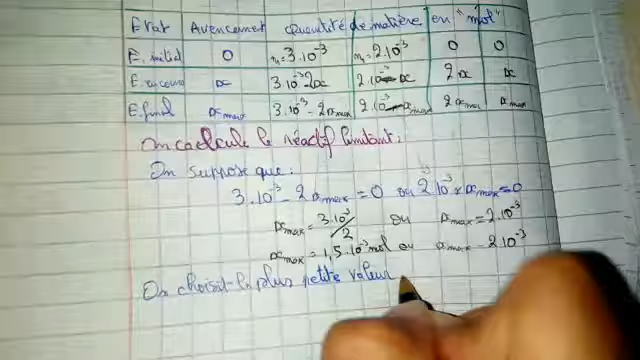 Etat Avancement quantité de matière en "mol"
E. initial 0 n₁=3.10⁻³ n₂=2.10⁻³ 0 0
E. encours x 3.10⁻³-2x 2.10⁻³-x 2x x
E. final xmax 3.10⁻³-2xmax 2.10⁻³-xmax 2xmax xmax
On calcule le réactif limitant:
On suppose que:
3.10⁻³-2xmax=0 ou 2.10⁻³-xmax=0
xmax=3.10⁻³/2 ou xmax=2.10⁻³
xmax=1,5.10⁻³mol ou xmax=2.10⁻³
On choisit la plus petite valeur